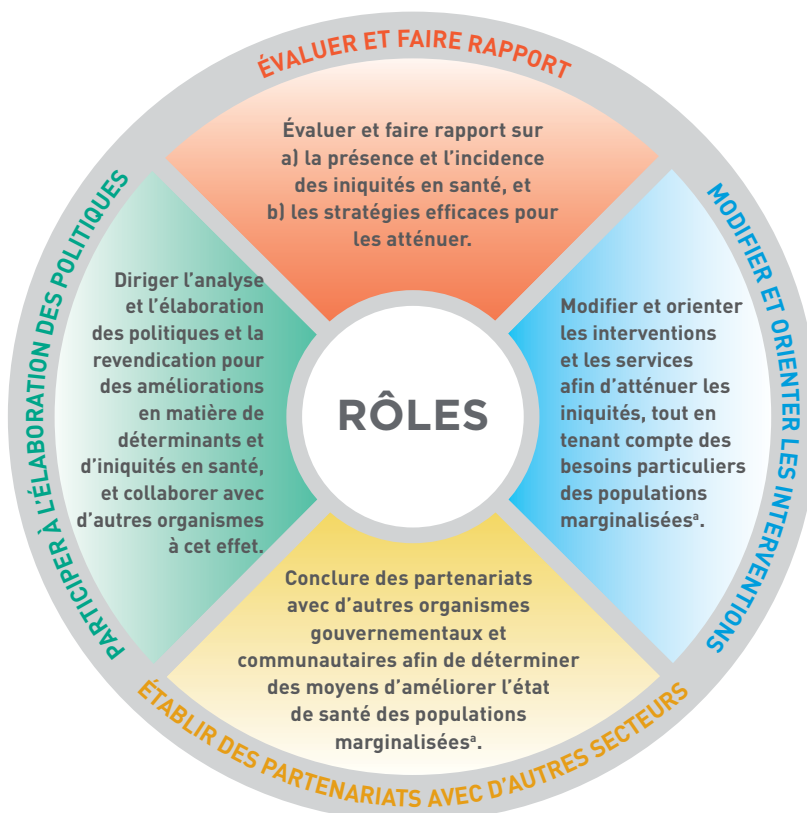 ÉVALUER ET FAIRE RAPPORT
Évaluer et faire rapport sur
a) la présence et l’incidence
des iniquités en santé, et
b) les stratégies efficaces pour
les atténuer.
MODIFIER ET ORIENTER LES INTERVENTIONS
Modifier et orienter
les interventions
et les services
afin d’atténuer les
iniquités, tout en
tenant compte des
besoins particuliers
des populations
marginaliséesᵃ.
ÉTABLIR DES PARTENARIATS AVEC D’AUTRES SECTEURS
Conclure des partenariats
avec d’autres organismes
gouvernementaux et
communautaires afin de déterminer
des moyens d’améliorer l’état
de santé des populations
marginaliséesᵃ.
PARTICIPER À L’ÉLABORATION DES POLITIQUES
Diriger l’analyse
et l’élaboration
des politiques et la
revendication pour
des améliorations
en matière de
déterminants et
d’iniquités en santé,
et collaborer avec
d’autres organismes
à cet effet.
RÔLES